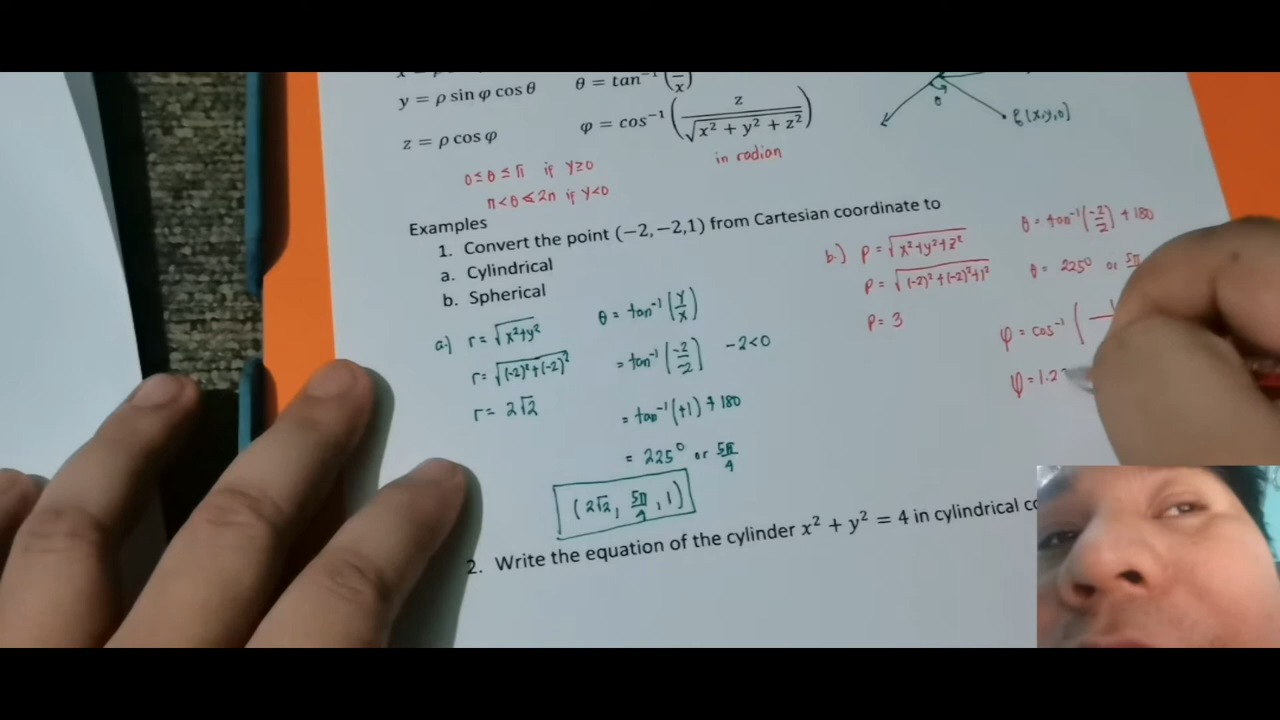 y = ρ sin φ cos θ
θ = tan⁻¹ (—/x)
z = ρ cos φ
φ = cos⁻¹ (z/√(x² + y² + z²))
in radian
0 ≤ θ ≤ π if y≥0
π < θ ≤ 2π if y<0
θ
(x,y,0)
Examples
1. Convert the point (−2, −2,1) from Cartesian coordinate to
a. Cylindrical
b. Spherical
a.) r = √x²+y²
r = √(-2)² + (-2)²
r = 2√2
θ = tan⁻¹ (y/x)
= tan⁻¹ (-2/-2) -2<0
= tan⁻¹ (+1) + 180
= 225° or 5π/4
(2√2, 5π/4, 1)
b.) ρ = √x²+y²+z²
ρ = √(-2)² + (-2)² + 1²
ρ = 3
θ = tan⁻¹ (-2/-2) + 180
θ = 225° or 5π
φ = cos⁻¹ ( 1
φ = 1.2
2. Write the equation of the cylinder x² + y² = 4 in cylindrical